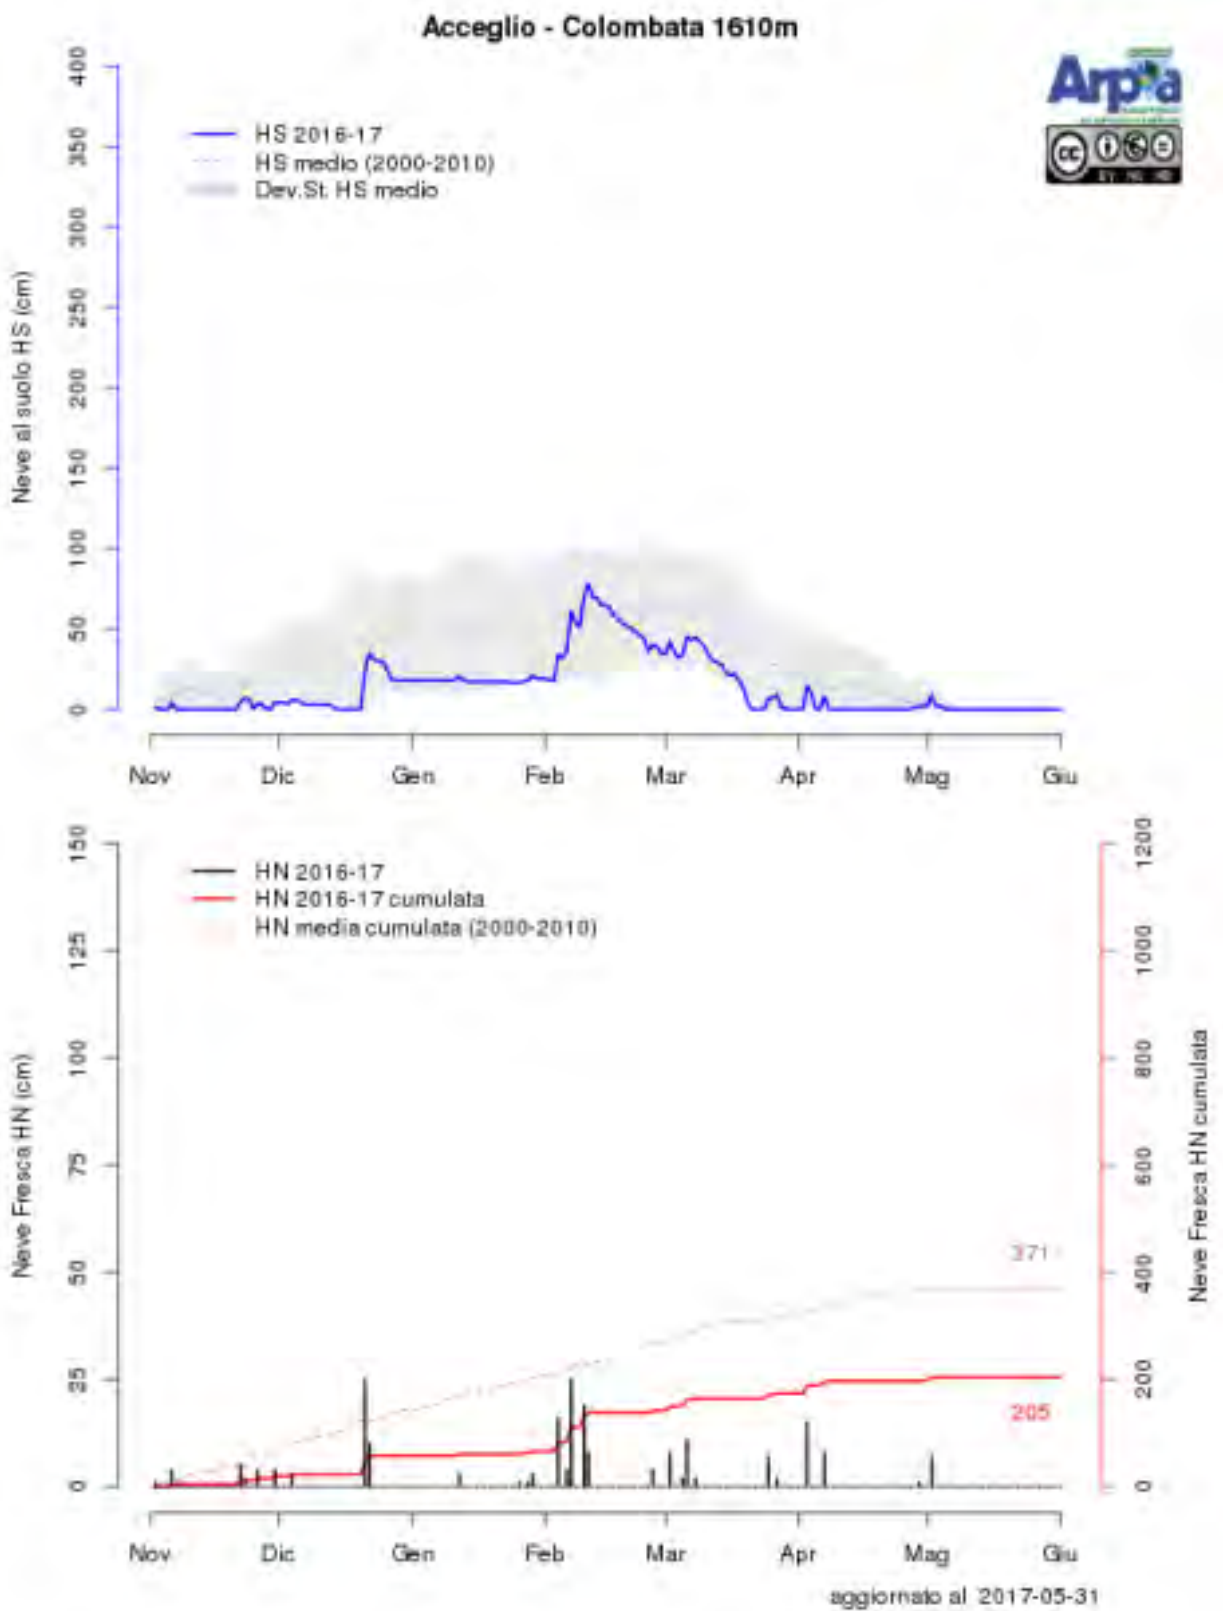 Acceglio - Colombata 1610m
Arpa
cc
HS 2016-17
HS medio (2000-2010)
Dev.St. HS medio
Neve al suolo HS (cm)
400
350
300
250
200
150
100
50
0
Nov Dic Gen Feb Mar Apr Mag Giu
HN 2016-17
HN 2016-17 cumulata
HN media cumulata (2000-2010)
Neve Fresca HN (cm)
150
125
100
75
50
25
0
1200
1000
800
600
400
200
0
Neve Fresca HN cumulata
371
205
Nov Dic Gen Feb Mar Apr Mag Giu
aggiornato al 2017-05-31